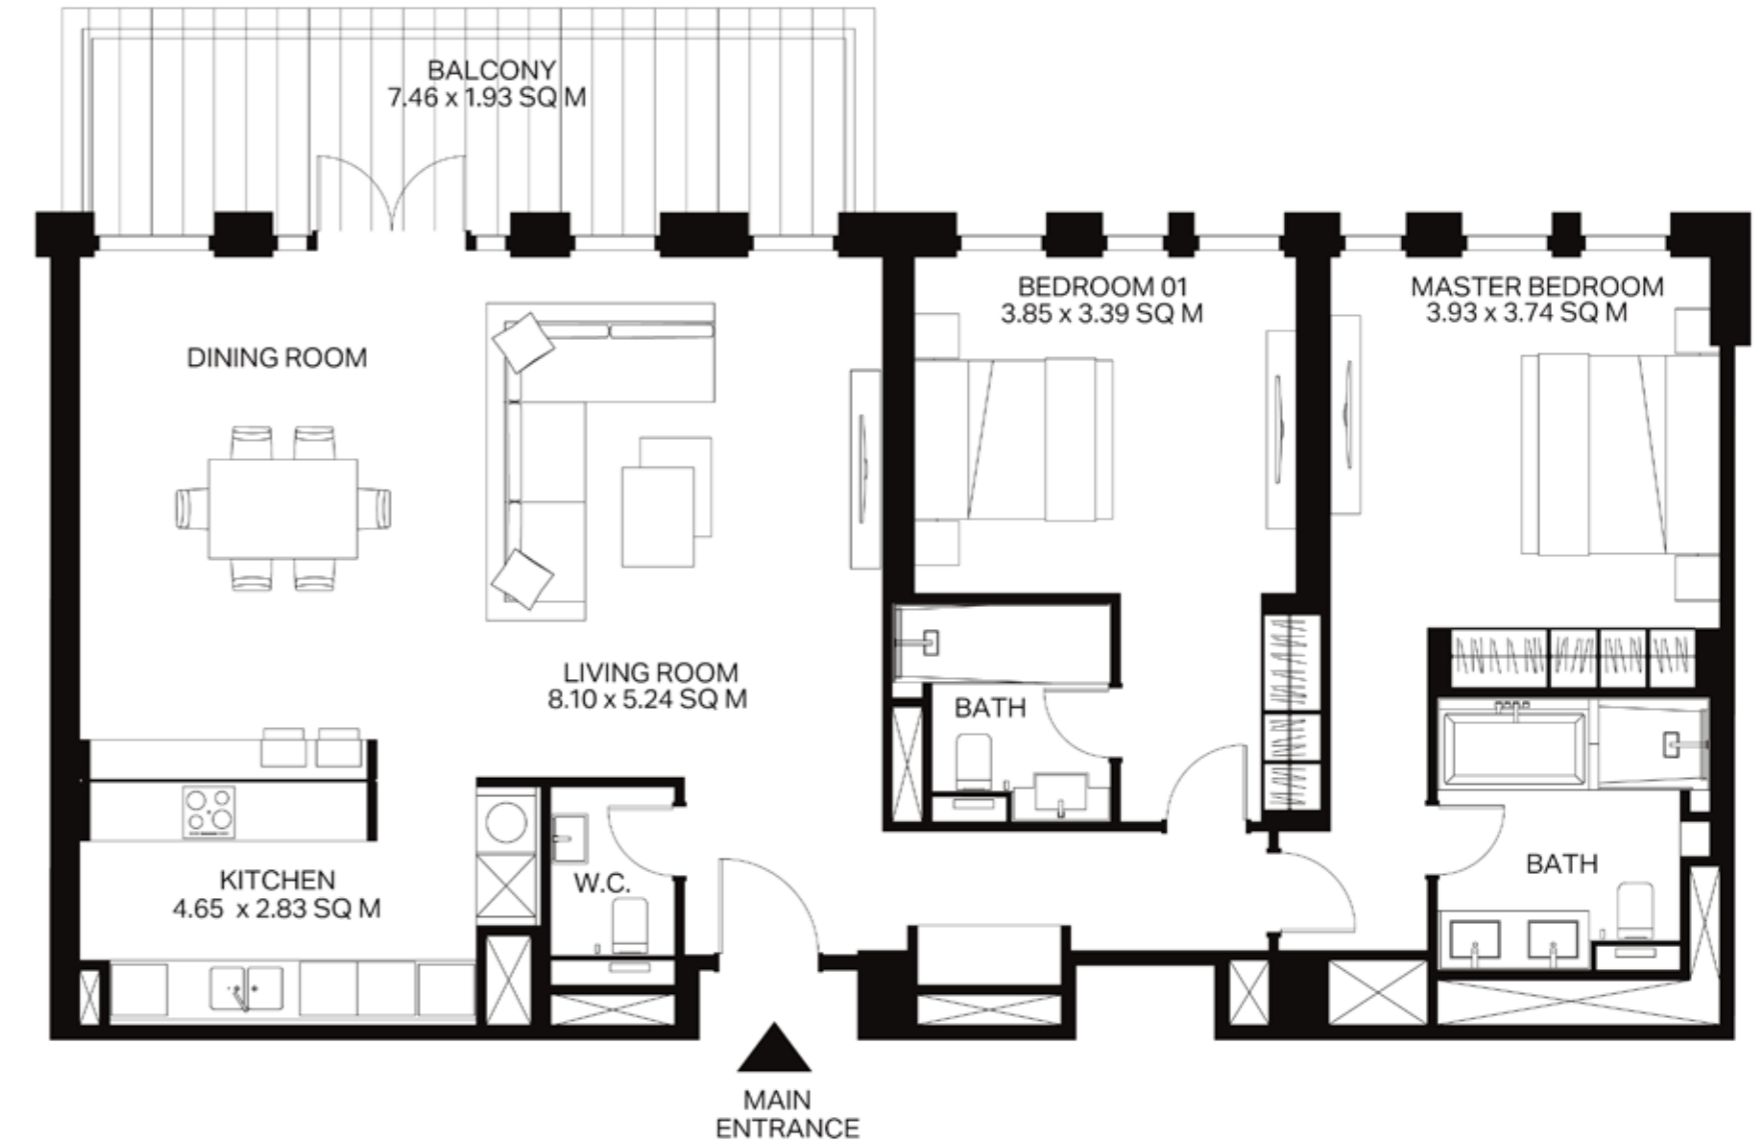 BALCONY
7.46 x 1.93 SQ M
BEDROOM 01
3.85 x 3.39 SQ M
MASTER BEDROOM
3.93 x 3.74 SQ M
DINING ROOM
LIVING ROOM
8.10 x 5.24 SQ M
BATH
KITCHEN
4.65 x 2.83 SQ M
W.C.
BATH
MAIN
ENTRANCE